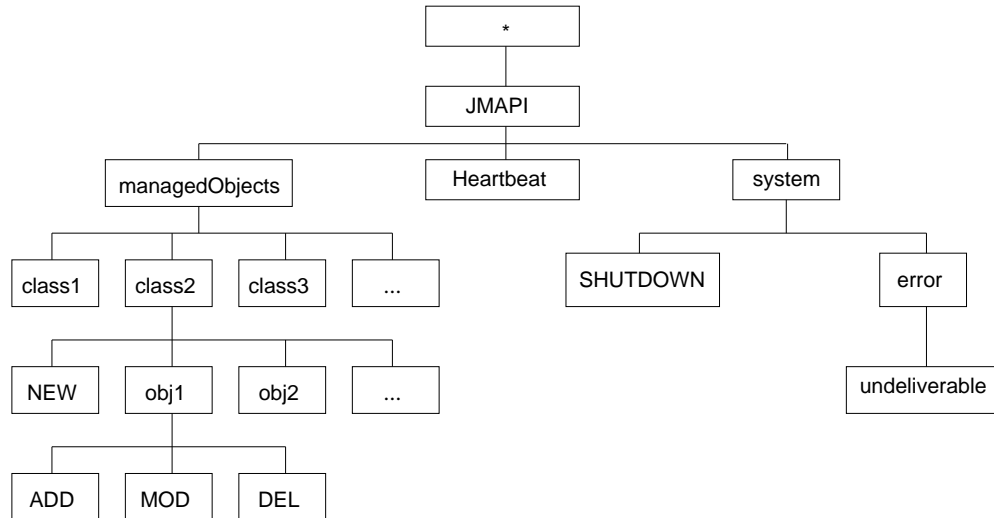 *
JMAPI
managedObjects
Heartbeat
system
class1
class2
class3
...
SHUTDOWN
error
NEW
obj1
obj2
...
undeliverable
ADD
MOD
DEL